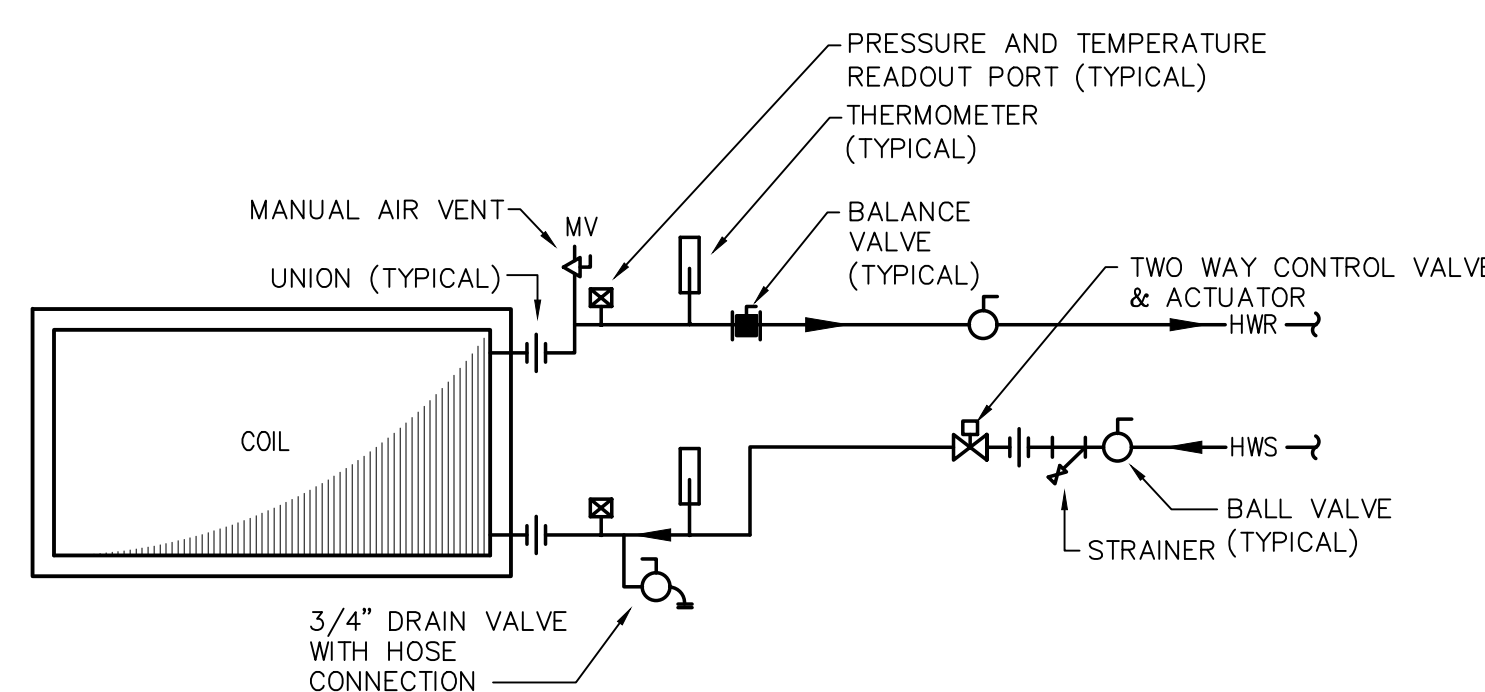 PRESSURE AND TEMPERATURE
READOUT PORT (TYPICAL)
THERMOMETER
(TYPICAL)
MANUAL AIR VENT
MV
BALANCE
VALVE
(TYPICAL)
UNION (TYPICAL)
TWO WAY CONTROL VALVE
& ACTUATOR
HWR
COIL
HWS
BALL VALVE
(TYPICAL)
STRAINER
3/4" DRAIN VALVE
WITH HOSE
CONNECTION